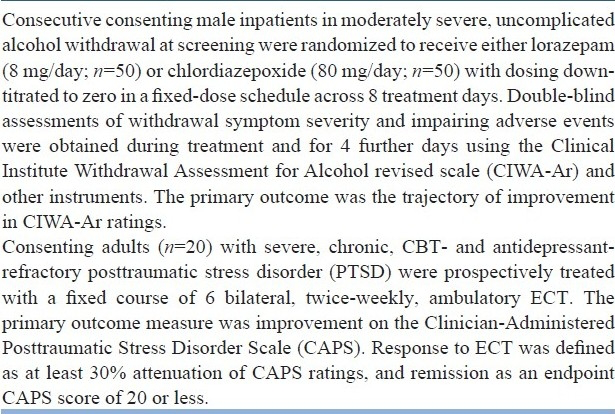 Consecutive consenting male inpatients in moderately severe, uncomplicated
alcohol withdrawal at screening were randomized to receive either lorazepam
(8 mg/day; n=50) or chlordiazepoxide (80 mg/day; n=50) with dosing down-
titrated to zero in a fixed-dose schedule across 8 treatment days. Double-blind
assessments of withdrawal symptom severity and impairing adverse events
were obtained during treatment and for 4 further days using the Clinical
Institute Withdrawal Assessment for Alcohol revised scale (CIWA-Ar) and
other instruments. The primary outcome was the trajectory of improvement
in CIWA-Ar ratings.
Consenting adults (n=20) with severe, chronic, CBT- and antidepressant-
refractory posttraumatic stress disorder (PTSD) were prospectively treated
with a fixed course of 6 bilateral, twice-weekly, ambulatory ECT. The
primary outcome measure was improvement on the Clinician-Administered
Posttraumatic Stress Disorder Scale (CAPS). Response to ECT was defined
as at least 30% attenuation of CAPS ratings, and remission as an endpoint
CAPS score of 20 or less.